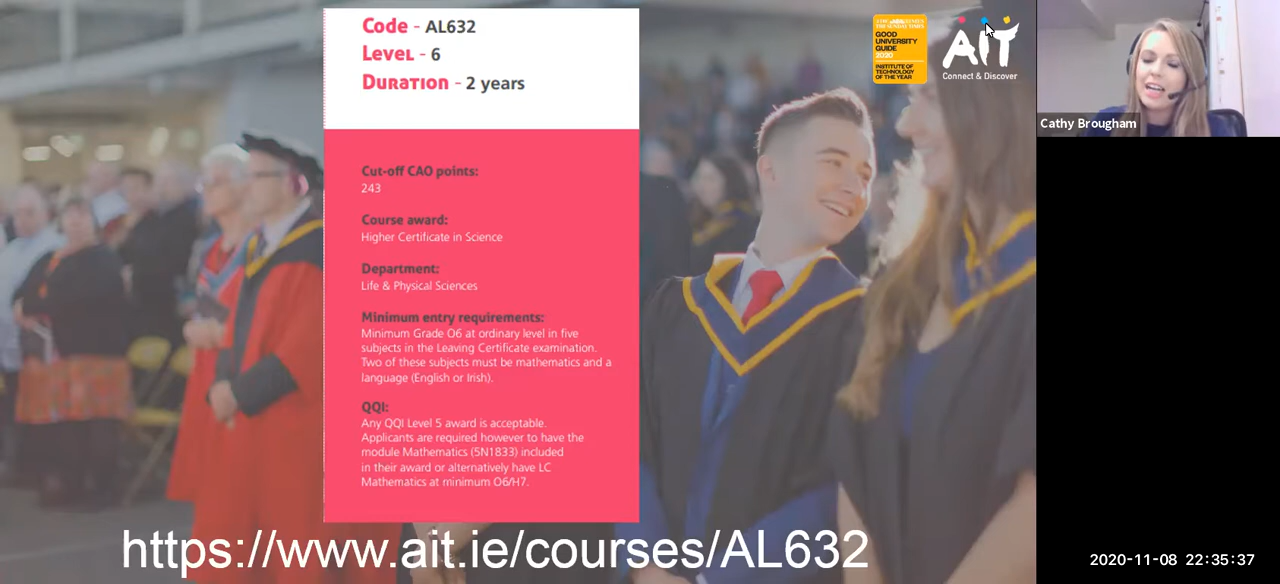 Code - AL632
Level - 6
Duration - 2 years
Cut-off CAO points:
243
Course award:
Higher Certificate in Science
Department:
Life & Physical Sciences
Minimum entry requirements:
Minimum Grade O6 at ordinary level in five
subjects in the Leaving Certificate examination.
Two of these subjects must be mathematics and a
language (English or Irish).
QQI:
Any QQI Level 5 award is acceptable.
Applicants are required however to have the
module Mathematics (5N1833) included
in their award or alternatively have LC
Mathematics at minimum O6/H7.
https://www.ait.ie/courses/AL632
THE SUNDAY TIMES
GOOD
UNIVERSITY
GUIDE
2020
INSTITUTE OF
TECHNOLOGY
OF THE YEAR
AIT
Connect & Discover
Cathy Brougham
2020-11-08 22:35:37